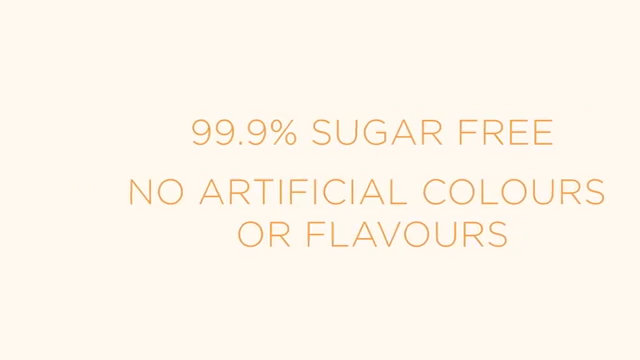 99.9% SUGAR FREE
NO ARTIFICIAL COLOURS
OR FLAVOURS